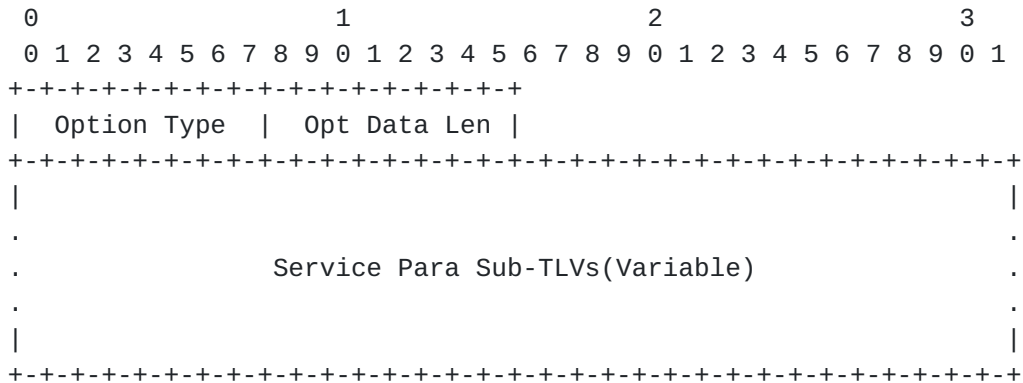 0                   1                   2                   3
 0 1 2 3 4 5 6 7 8 9 0 1 2 3 4 5 6 7 8 9 0 1 2 3 4 5 6 7 8 9 0 1
+-+-+-+-+-+-+-+-+-+-+-+-+-+-+-+-+
|  Option Type  |  Opt Data Len |
+-+-+-+-+-+-+-+-+-+-+-+-+-+-+-+-+-+-+-+-+-+-+-+-+-+-+-+-+-+-+-+-+
|                                                               |
.                                                               .
.                Service Para Sub-TLVs(Variable)                .
.                                                               .
|                                                               |
+-+-+-+-+-+-+-+-+-+-+-+-+-+-+-+-+-+-+-+-+-+-+-+-+-+-+-+-+-+-+-+-+